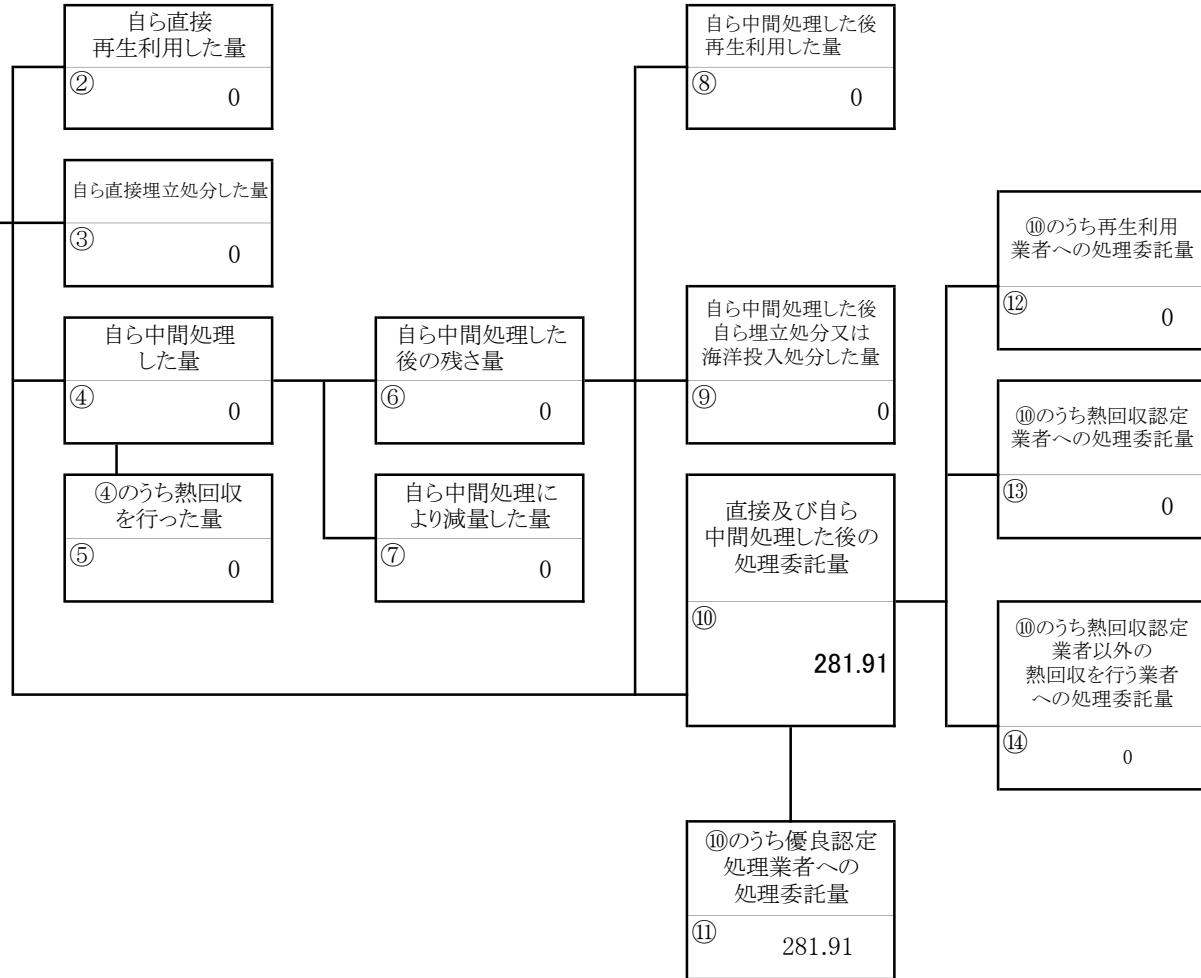 自ら直接
再生利用した量
②
0
自ら直接埋立処分した量
③
0
自ら中間処理
した量
④
0
④のうち熱回収
を行った量
⑤
0
自ら中間処理した
後の残さ量
⑥
0
自ら中間処理に
より減量した量
⑦
0
自ら中間処理した後
再生利用した量
⑧
0
自ら中間処理した後
自ら埋立処分又は
海洋投入処分した量
⑨
0
直接及び自ら
中間処理した後の
処理委託量
⑩
281.91
⑩のうち優良認定
処理業者への
処理委託量
⑪
281.91
⑩のうち再生利用
業者への処理委託量
⑫
0
⑩のうち熱回収認定
業者への処理委託量
⑬
0
⑩のうち熱回収認定
業者以外の
熱回収を行う業者
への処理委託量
⑭
0